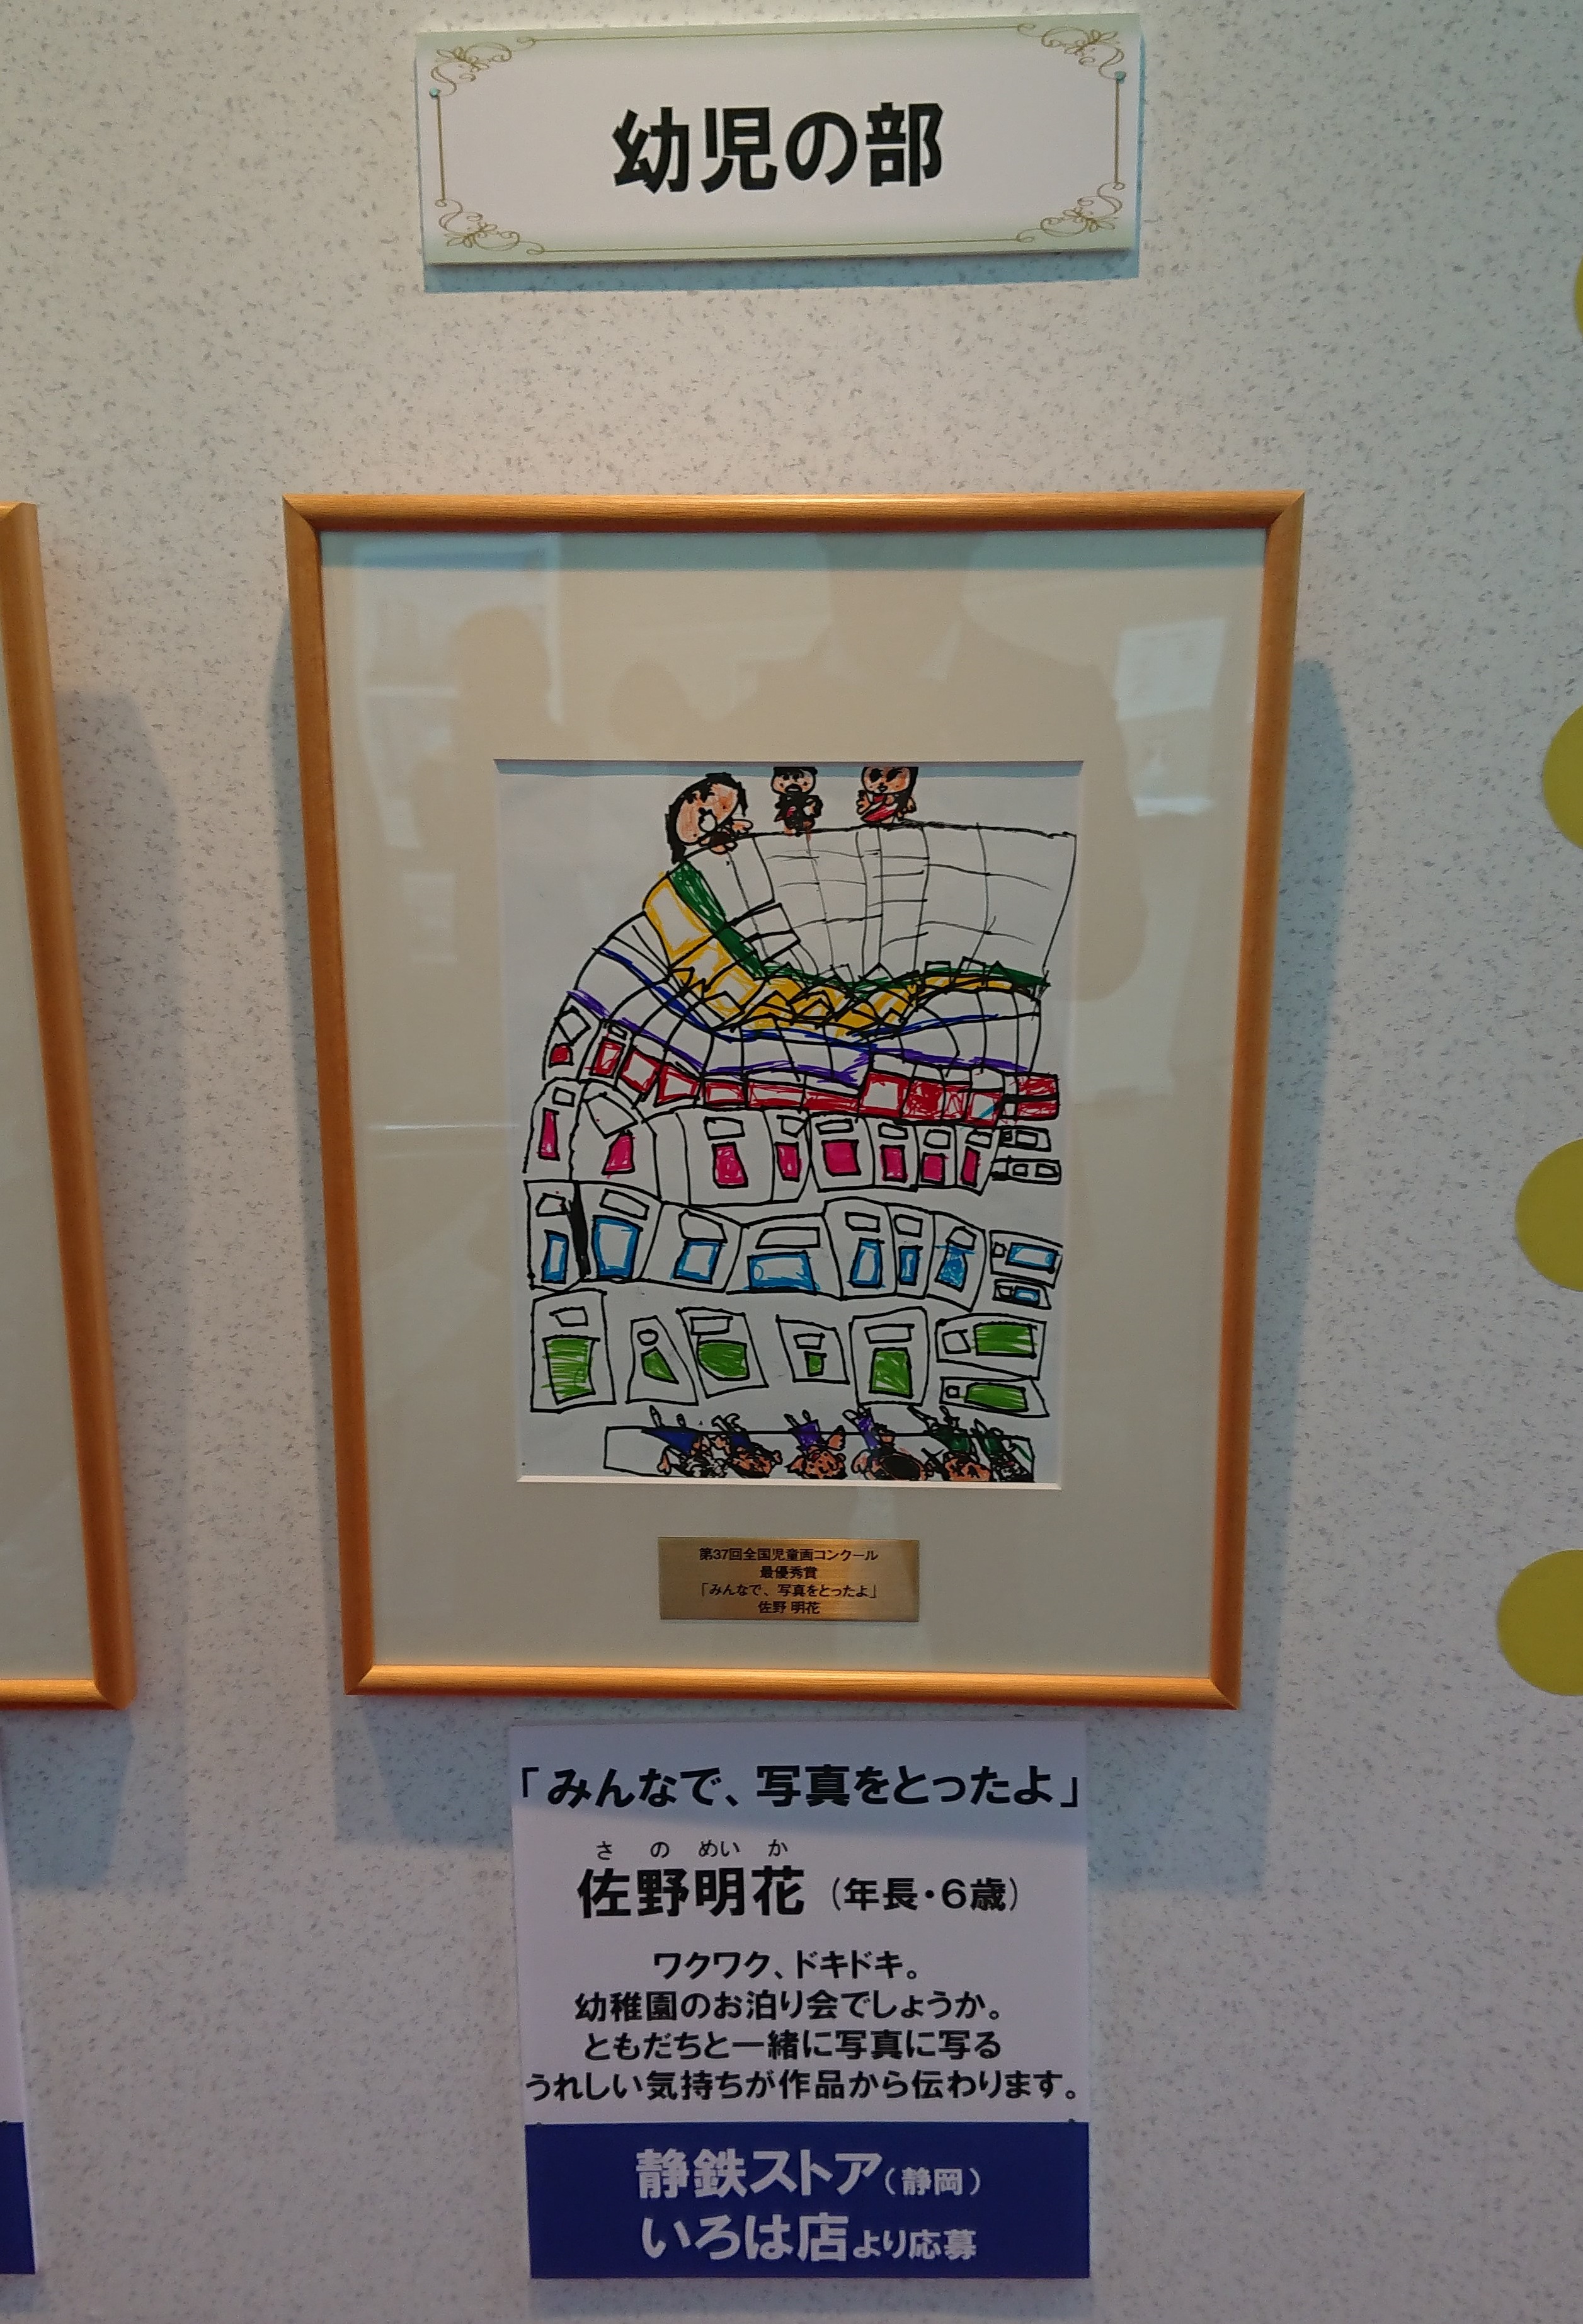 幼児の部
第37回全国児童画コンクール
最優秀賞
「みんなで、写真をとったよ」
佐野 明花
「みんなで、写真をとったよ」
さ の めい か
佐野明花（年長・6歳）
ワクワク、ドキドキ。
幼稚園のお泊り会でしょうか。
ともだちと一緒に写真に写る
うれしい気持ちが作品から伝わります。
静鉄ストア（静岡）
いろは店より応募